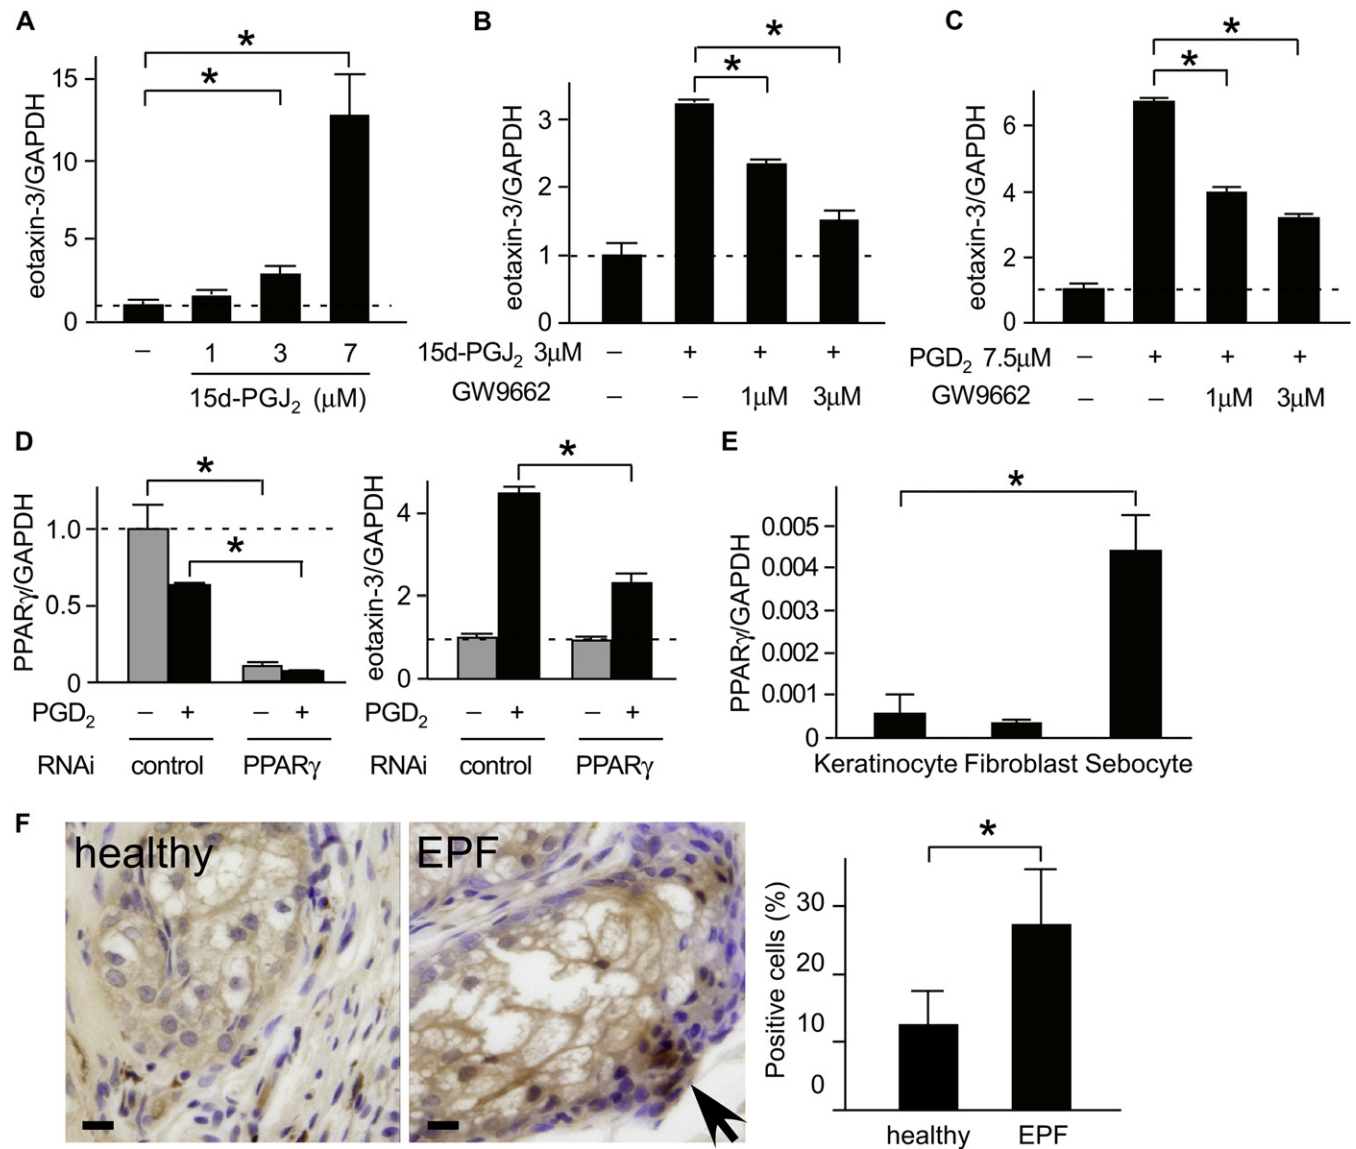 A
*
*
eotaxin-3/GAPDH
15
10
5
0
– 1 3 7
15d-PGJ2 (μM)
B
*
*
eotaxin-3/GAPDH
3
2
1
0
15d-PGJ2 3μM – + + +
GW9662 – – 1μM 3μM
C
*
*
eotaxin-3/GAPDH
6
4
2
0
PGD2 7.5μM – + + +
GW9662 – – 1μM 3μM
D
*
*
PPARγ/GAPDH
1.0
0.5
0
PGD2 – + – +
RNAi control PPARγ
*
eotaxin-3/GAPDH
4
2
0
PGD2 – + – +
RNAi control PPARγ
E
*
PPARγ/GAPDH
0.005
0.004
0.003
0.002
0.001
0
Keratinocyte Fibroblast Sebocyte
F
healthy
EPF
*
Positive cells (%)
30
20
10
0
healthy EPF